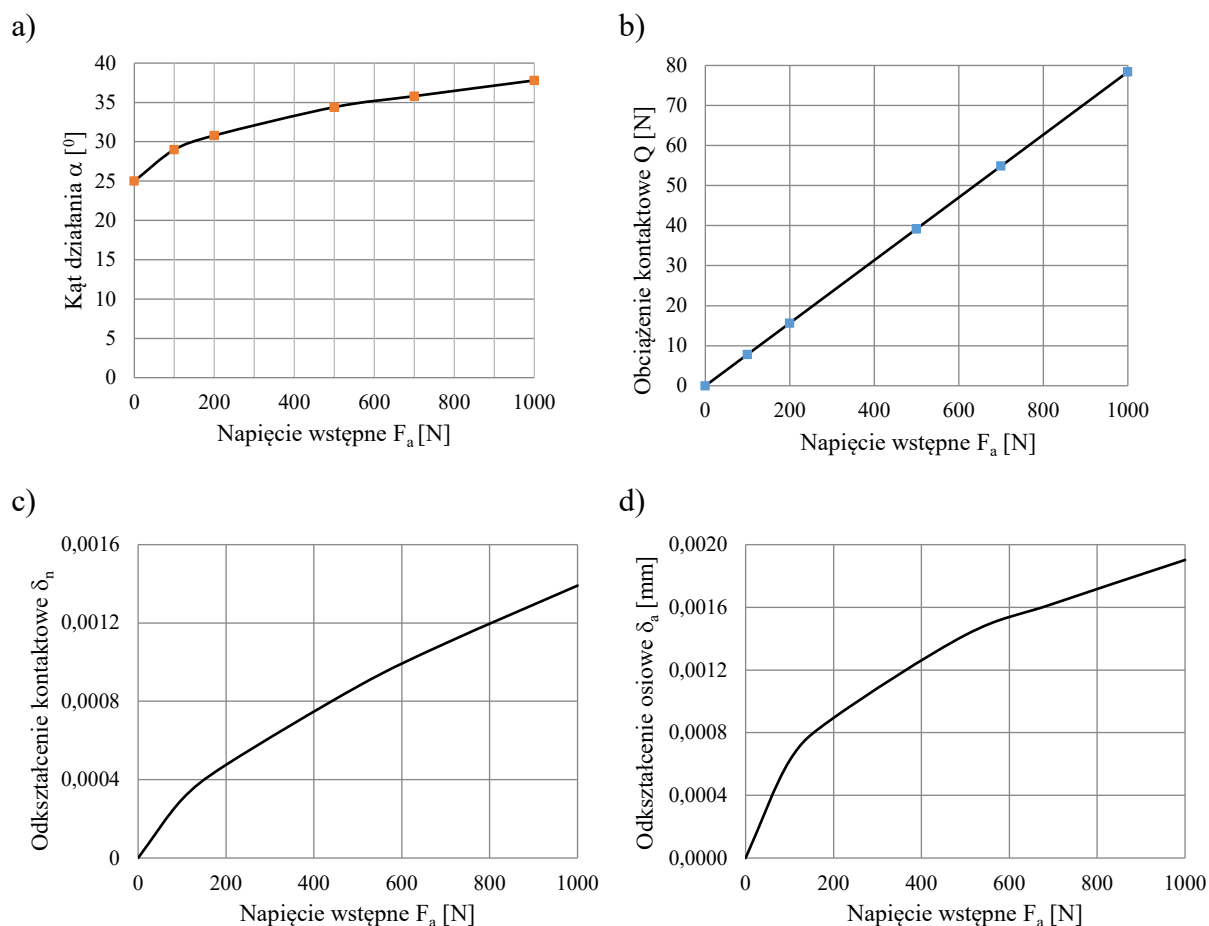 a)
40
35
30
25
20
15
10
5
0
Kąt działania α [⁰]
0 200 400 600 800 1000
Napięcie wstępne Fa [N]
b)
80
70
60
50
40
30
20
10
0
Obciążenie kontaktowe Q [N]
0 200 400 600 800 1000
Napięcie wstępne Fa [N]
c)
0,0016
0,0012
0,0008
0,0004
0
Odkształcenie kontaktowe δn
0 200 400 600 800 1000
Napięcie wstępne Fa [N]
d)
0,0020
0,0016
0,0012
0,0008
0,0004
0,0000
Odkształcenie osiowe δa [mm]
0 200 400 600 800 1000
Napięcie wstępne Fa [N]